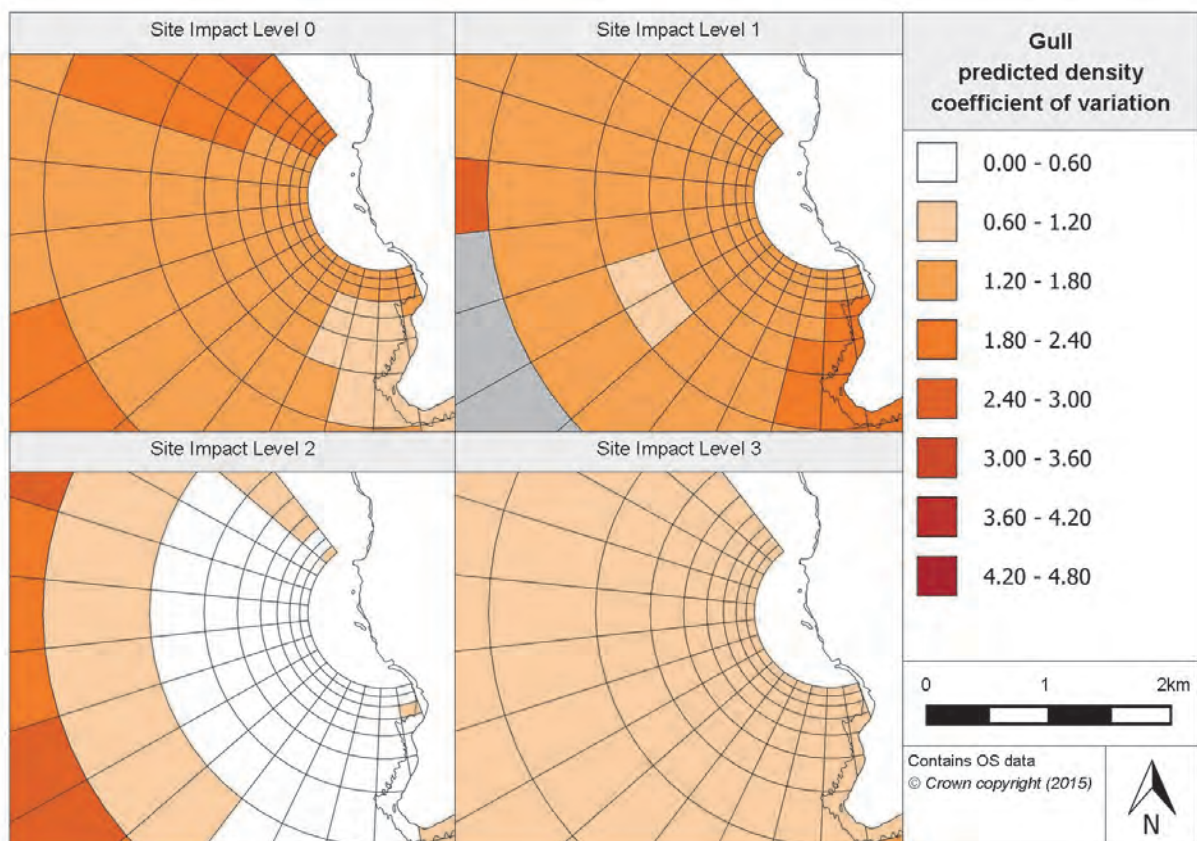 Site Impact Level 0
Site Impact Level 1
Site Impact Level 2
Site Impact Level 3
Gull
predicted density
coefficient of variation
0.00 - 0.60
0.60 - 1.20
1.20 - 1.80
1.80 - 2.40
2.40 - 3.00
3.00 - 3.60
3.60 - 4.20
4.20 - 4.80
0 1 2km
Contains OS data
© Crown copyright (2015)
N